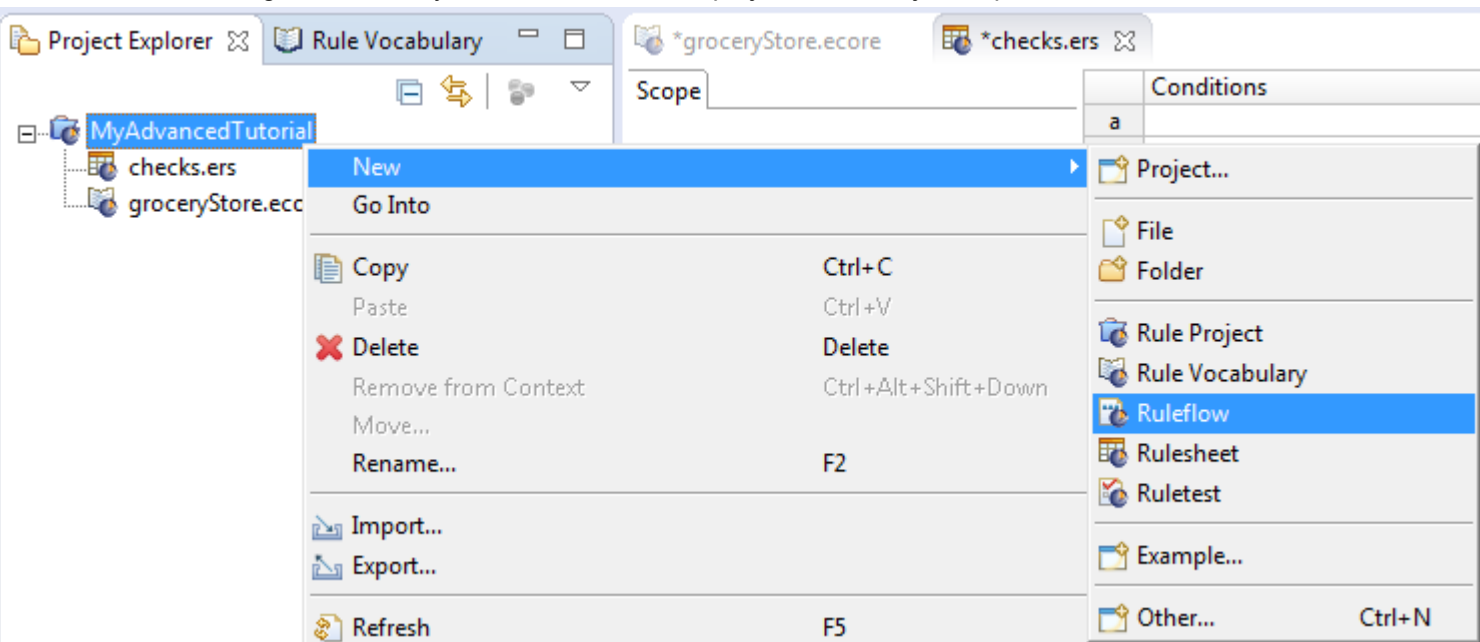 Project Explorer Rule Vocabulary *groceryStore.ecore *checks.ers
Scope Conditions
a
MyAdvancedTutorial
checks.ers
groceryStore.ecc
New
Go Into
Copy Ctrl+C
Paste Ctrl+V
Delete Delete
Remove from Context Ctrl+Alt+Shift+Down
Move...
Rename... F2
Import...
Export...
Refresh F5
Project...
File
Folder
Rule Project
Rule Vocabulary
Ruleflow
Rulesheet
Ruletest
Example...
Other... Ctrl+N